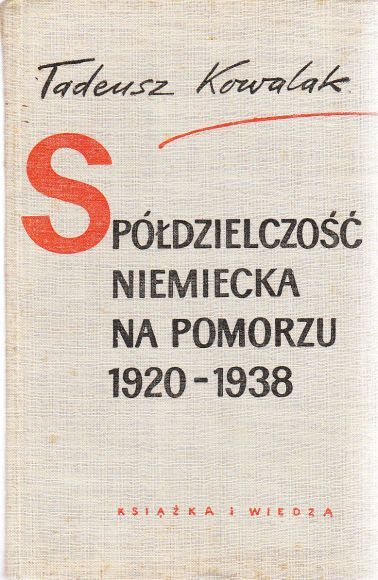 Tadeusz Kowalak
SPÓŁDZIELCZOŚĆ
NIEMIECKA
NA POMORZU
1920-1938
KSIĄŻKA i WIEDZA